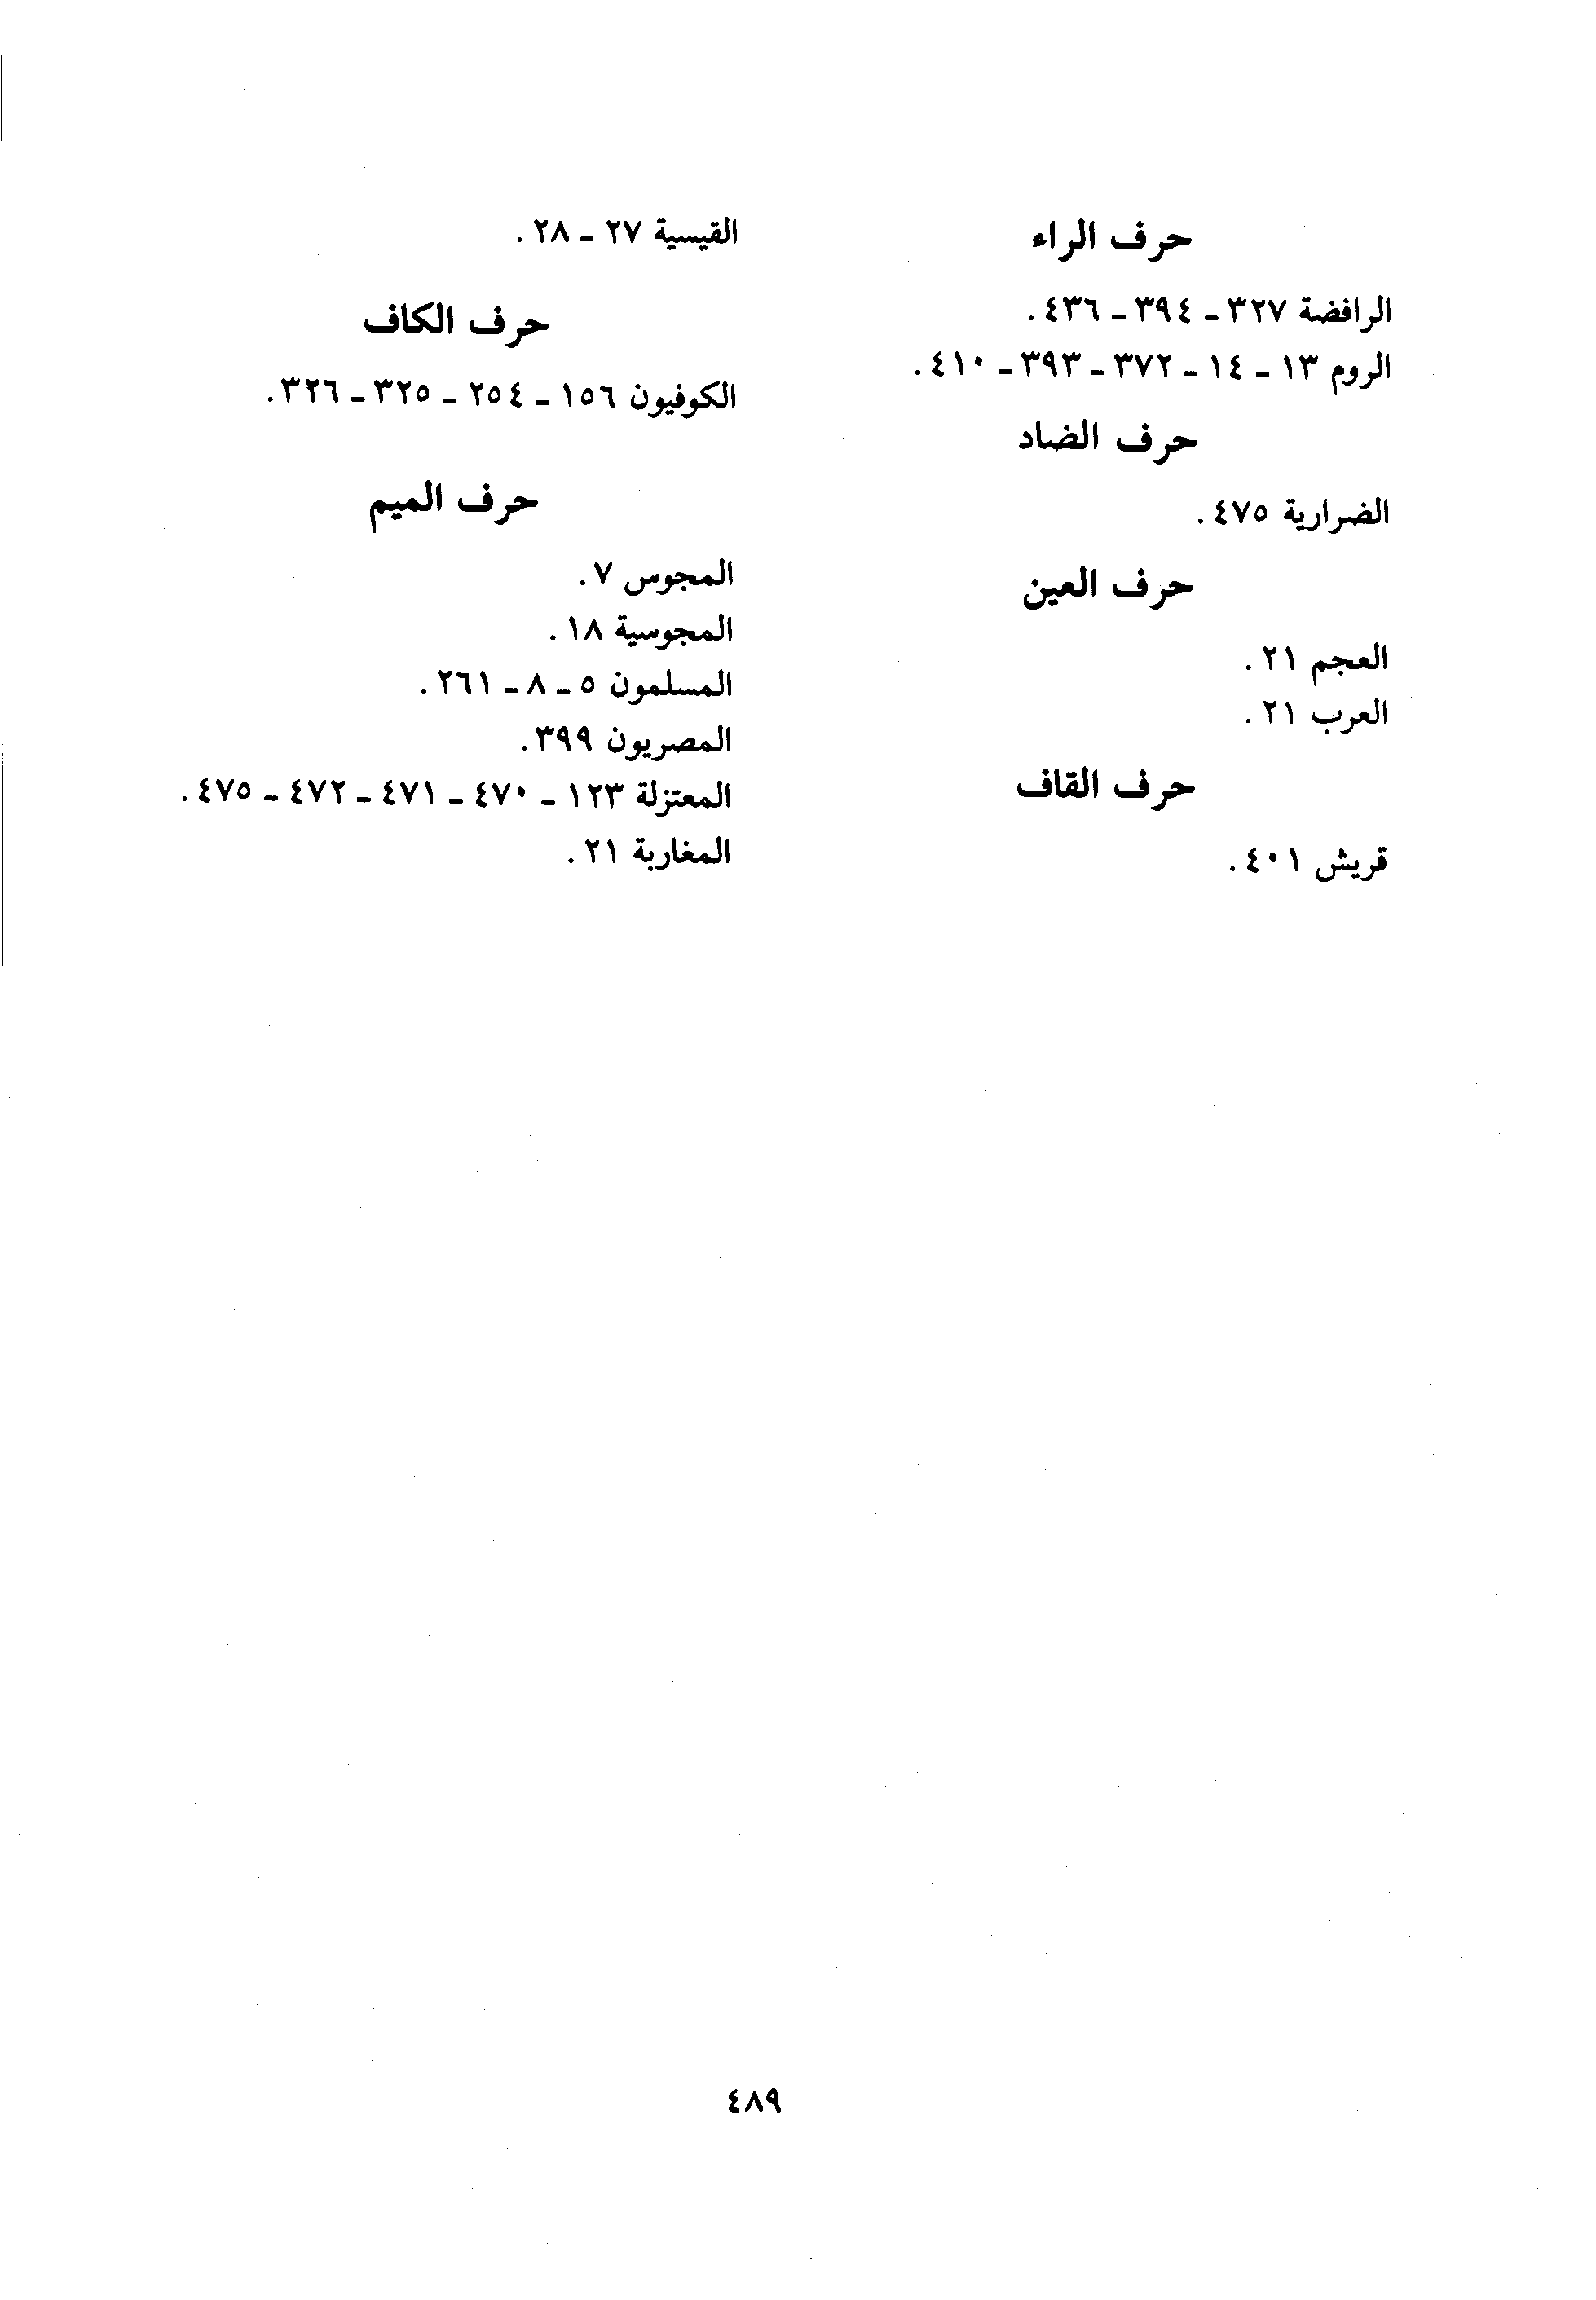 حرف الراء
الرافضة ٣٢٧ - ٣٩٤ - ٤٣٦.
الروم ١٣ - ١٤ - ٣٧٢ - ٣٩٣ - ٤١٠.
حرف الضاد
الضرارية ٤٧٥.
حرف العين
العجم ٢١.
العرب ٢١.
حرف القاف
قريش ٤٠١.
القيسية ٢٧ - ٢٨.
حرف الكاف
الكوفيون ١٥٦ - ٢٥٤ - ٣٢٥ - ٣٢٦.
حرف الميم
المجوس ٧.
المجوسية ١٨.
المسلمون ٥ - ٨ - ٢٦١.
المصريون ٣٩٩.
المعتزلة ١٢٣ - ٤٧٠ - ٤٧١ - ٤٧٢ - ٤٧٥.
المغاربة ٢١.
٤٨٩